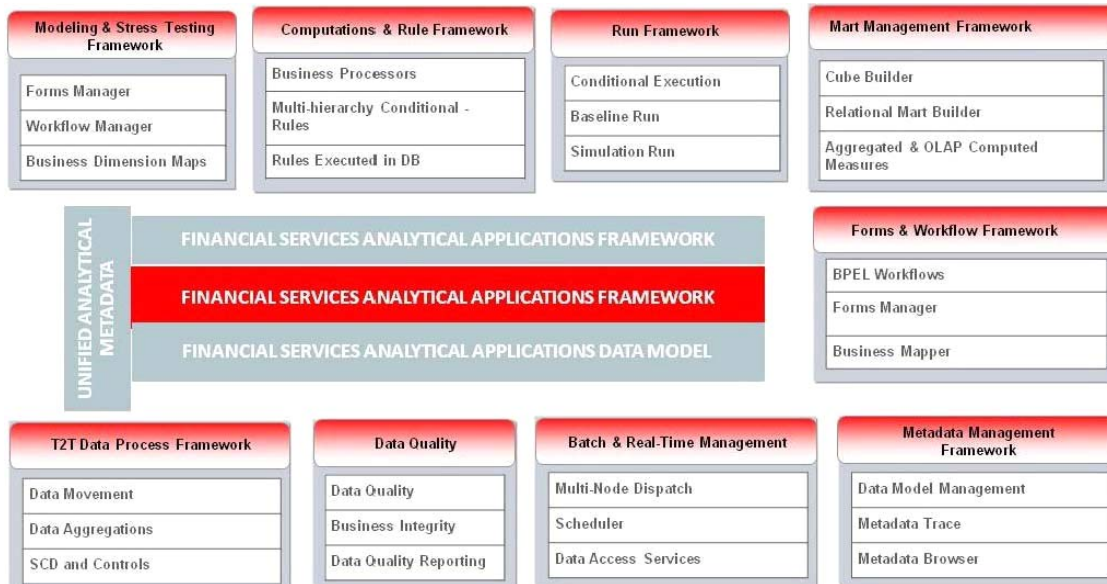 Modeling & Stress Testing
Framework
Forms Manager
Workflow Manager
Business Dimension Maps
Computations & Rule Framework
Business Processors
Multi-hierarchy Conditional -
Rules
Rules Executed in DB
Run Framework
Conditional Execution
Baseline Run
Simulation Run
Mart Management Framework
Cube Builder
Relational Mart Builder
Aggregated & OLAP Computed
Measures
UNIFIED ANALYTICAL
METADATA
FINANCIAL SERVICES ANALYTICAL APPLICATIONS FRAMEWORK
FINANCIAL SERVICES ANALYTICAL APPLICATIONS FRAMEWORK
FINANCIAL SERVICES ANALYTICAL APPLICATIONS DATA MODEL
Forms & Workflow Framework
BPEL Workflows
Forms Manager
Business Mapper
T2T Data Process Framework
Data Movement
Data Aggregations
SCD and Controls
Data Quality
Data Quality
Business Integrity
Data Quality Reporting
Batch & Real-Time Management
Multi-Node Dispatch
Scheduler
Data Access Services
Metadata Management
Framework
Data Model Management
Metadata Trace
Metadata Browser